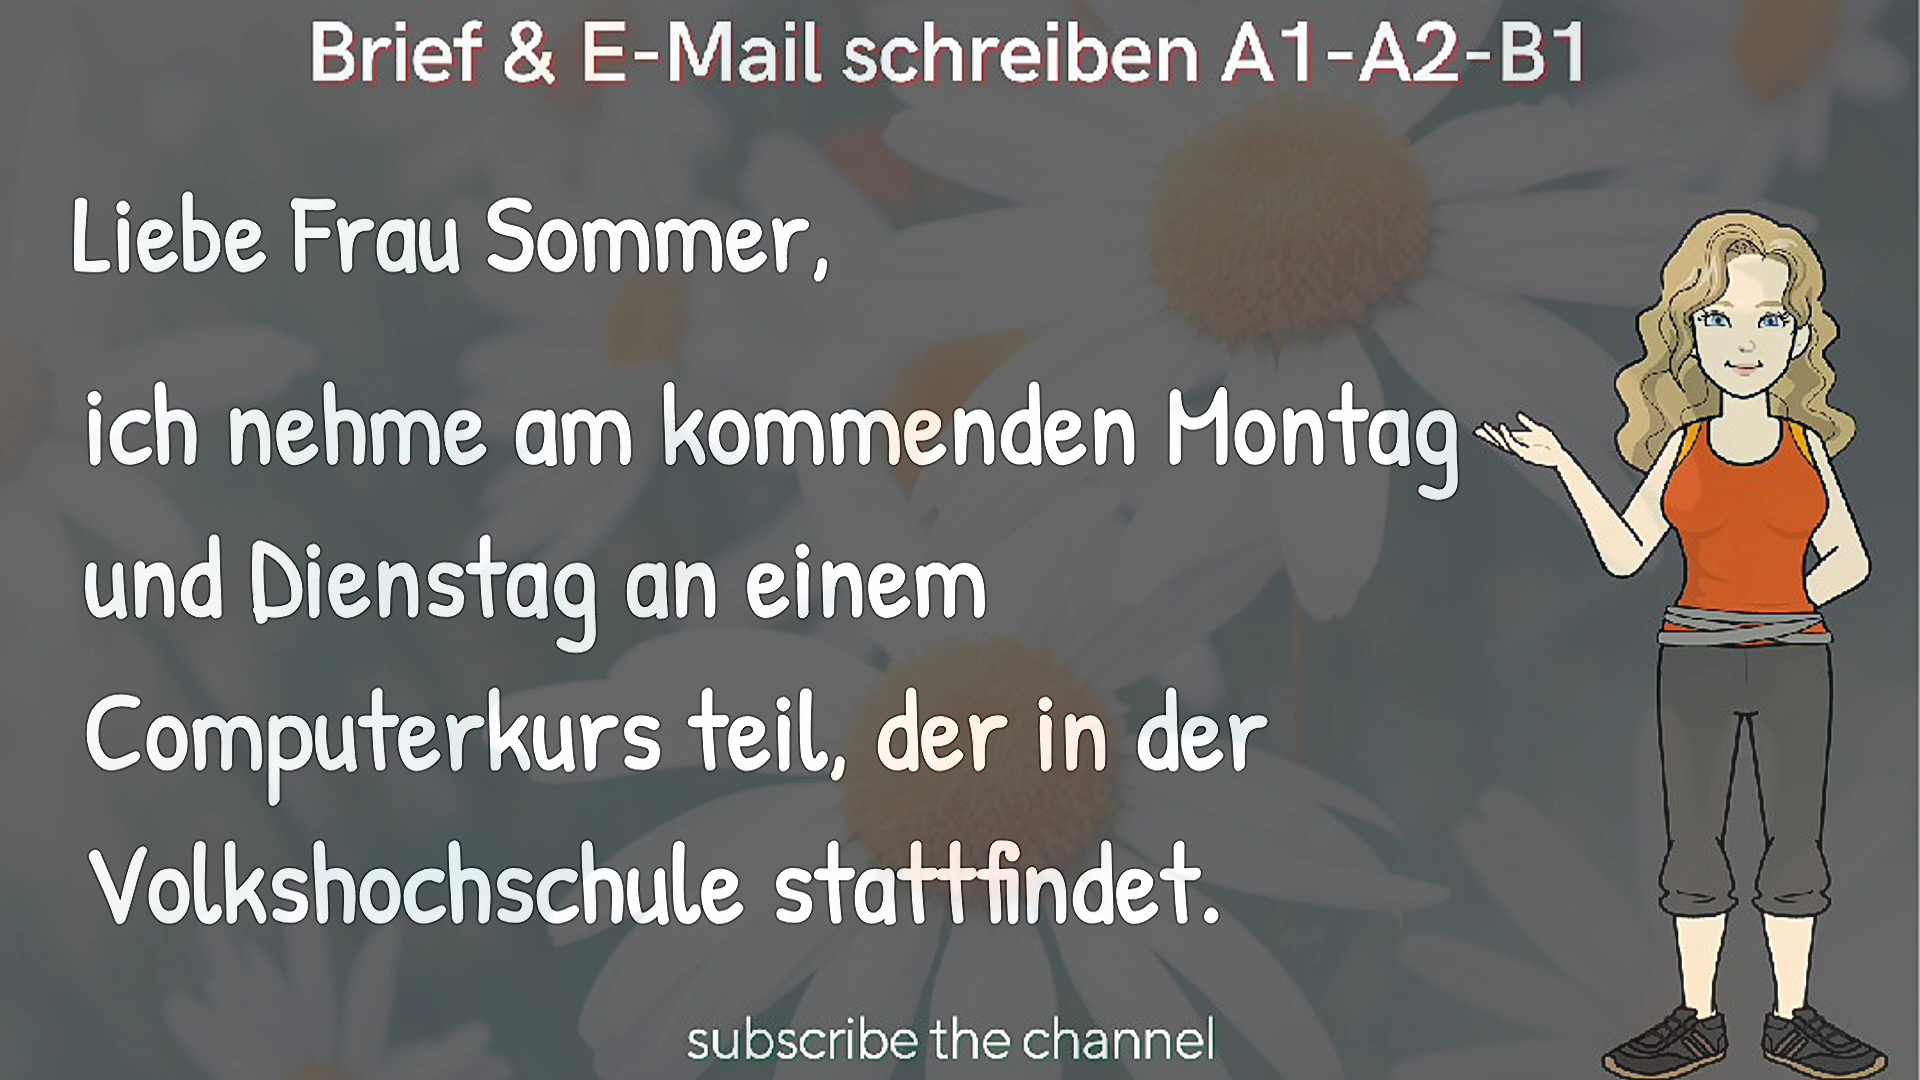 Brief & E-Mail schreiben A1-A2-B1
Liebe Frau Sommer,
ich nehme am kommenden Montag
und Dienstag an einem
Computerkurs teil, der in der
Volkshochschule stattfindet.
subscribe the channel